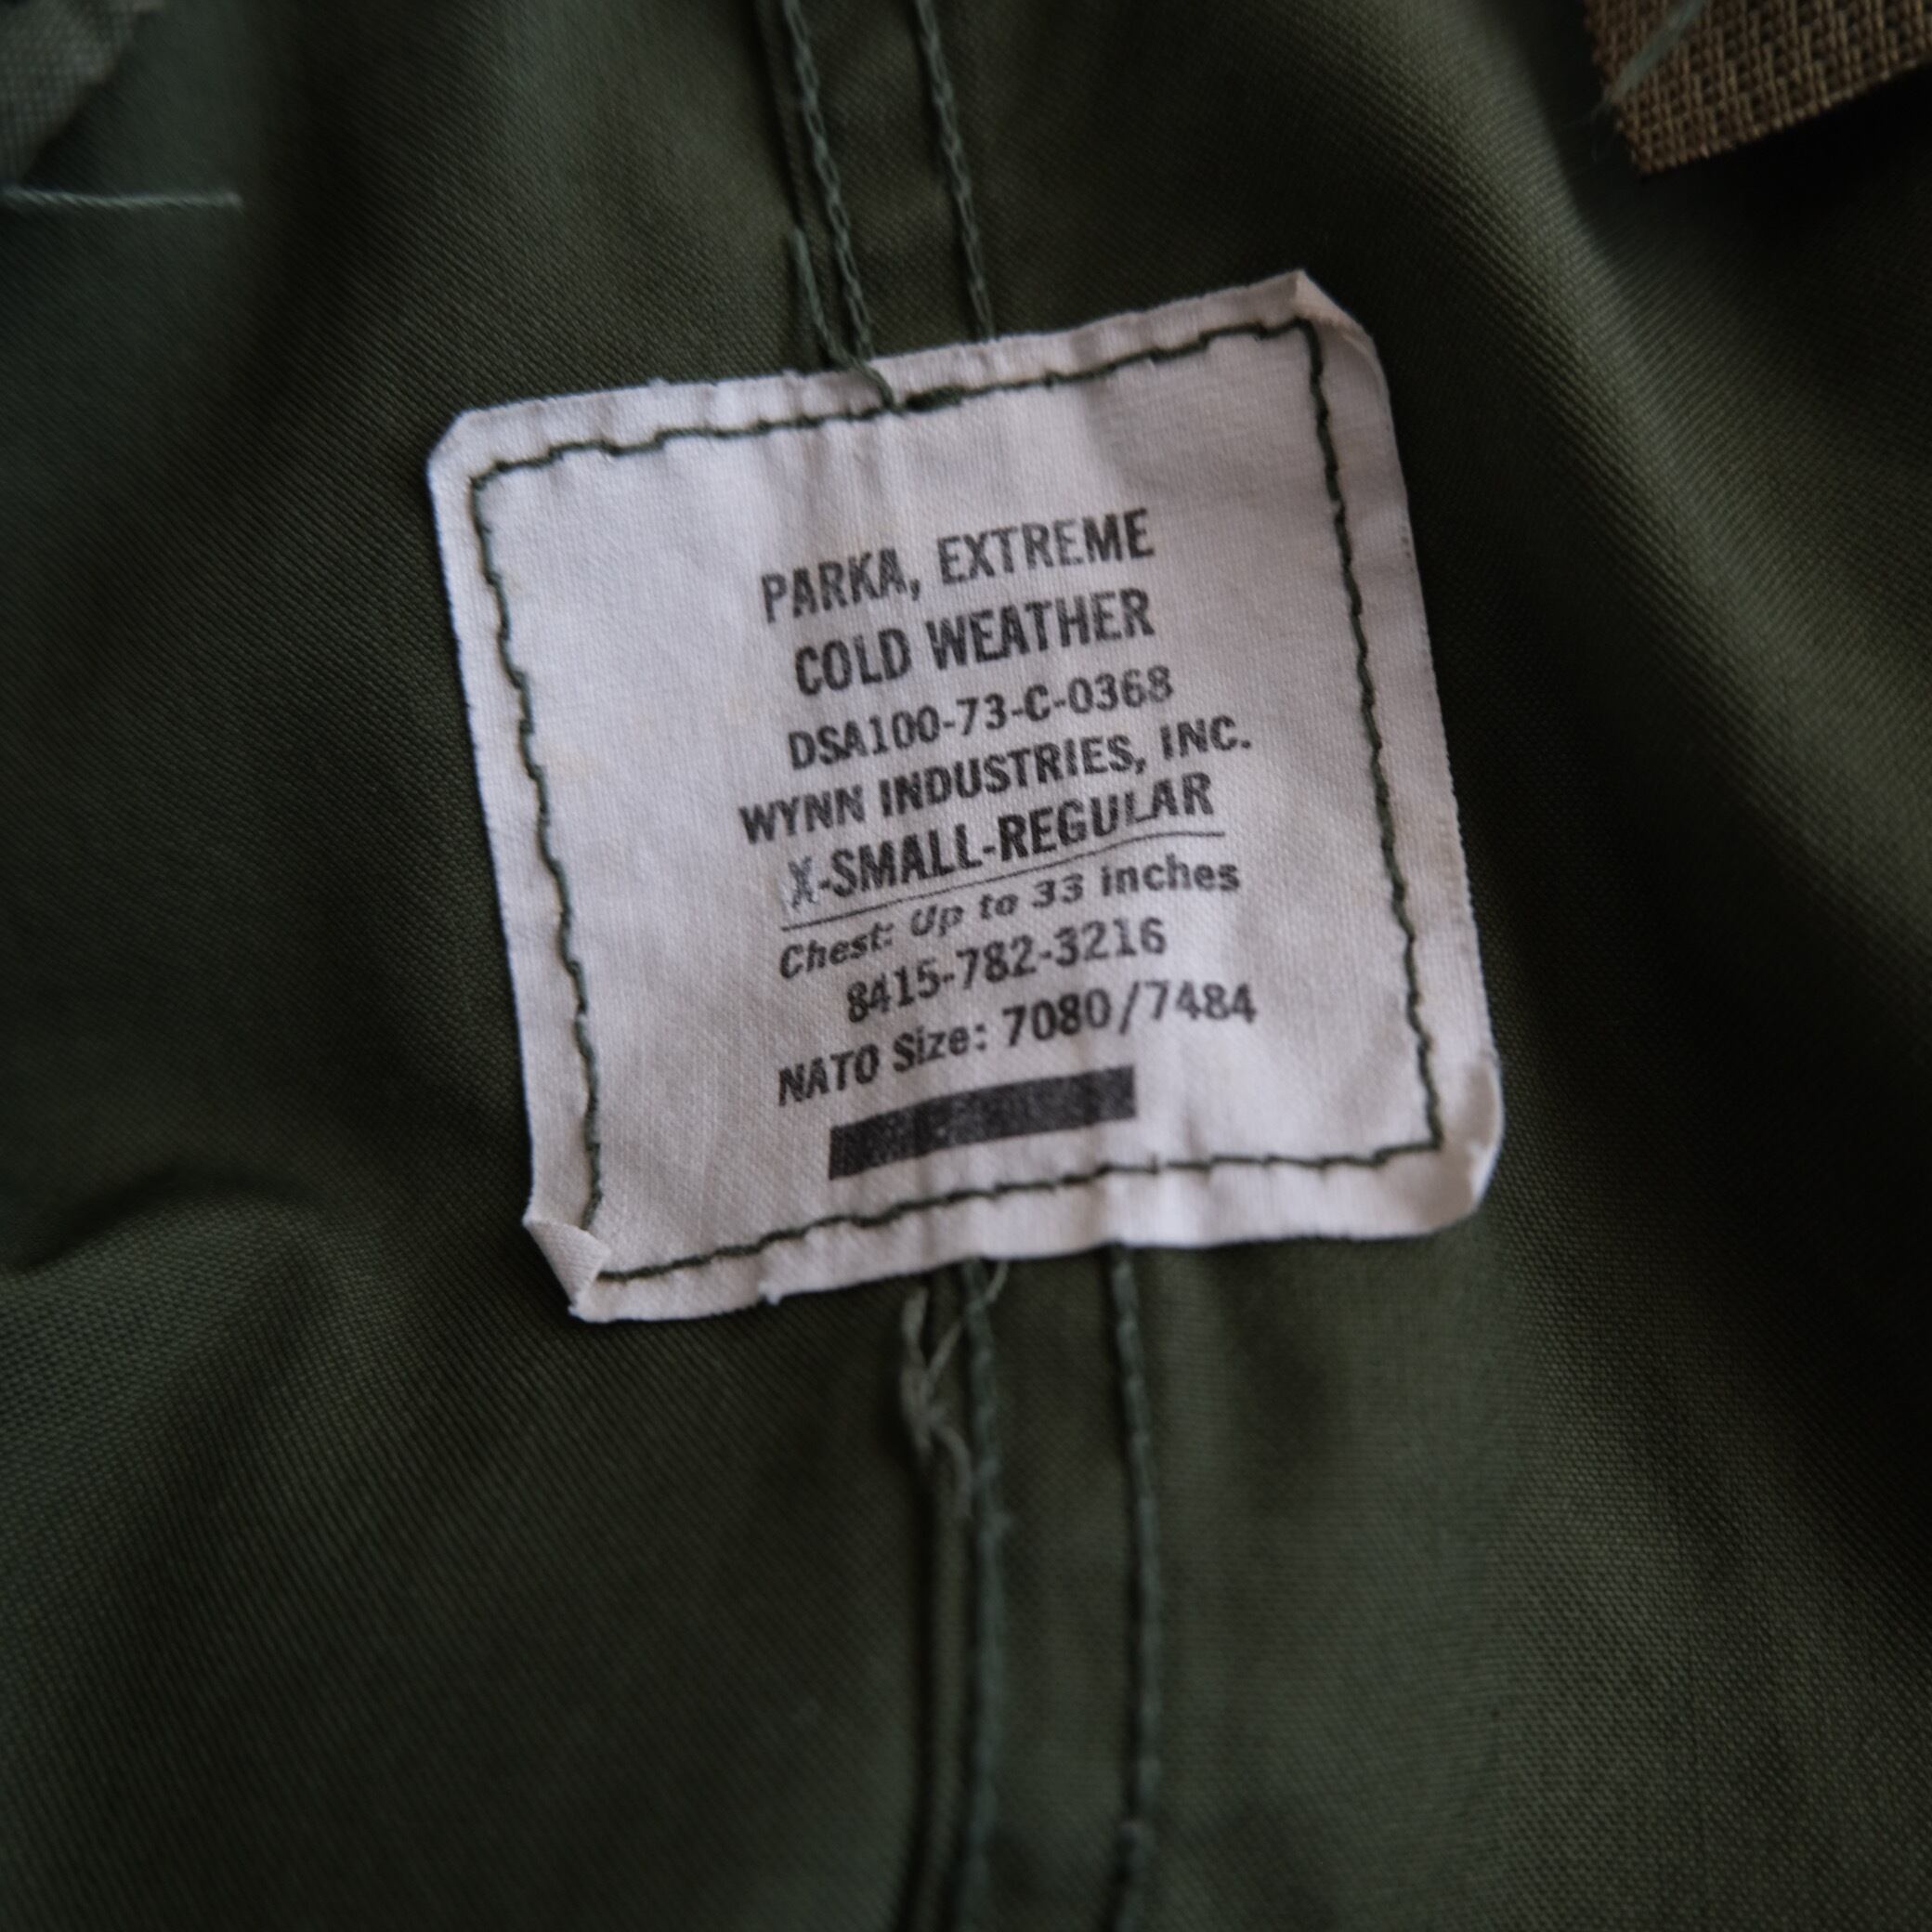 PARKA, EXTREME
COLD WEATHER
DSA100-73-C-0368
WYNN INDUSTRIES, INC.
X-SMALL-REGULAR
Chest: Up to 33 inches
8415-782-3216
NATO Size: 7080/7484